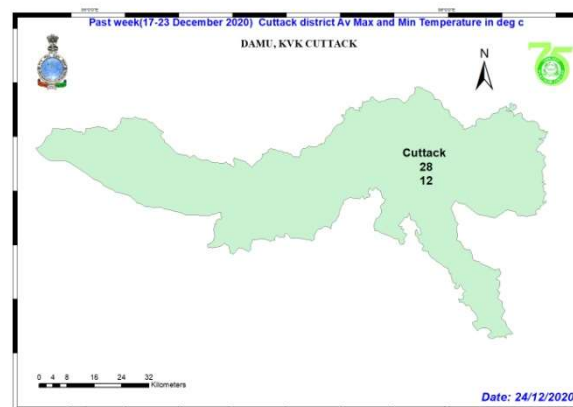 Past week(17-23 December 2020) Cuttack district Av Max and Min Temperature in deg c
DAMU, KVK CUTTACK
N
75
Cuttack
28
12
0 4 8 16 24 32
Kilometers
Date: 24/12/2020